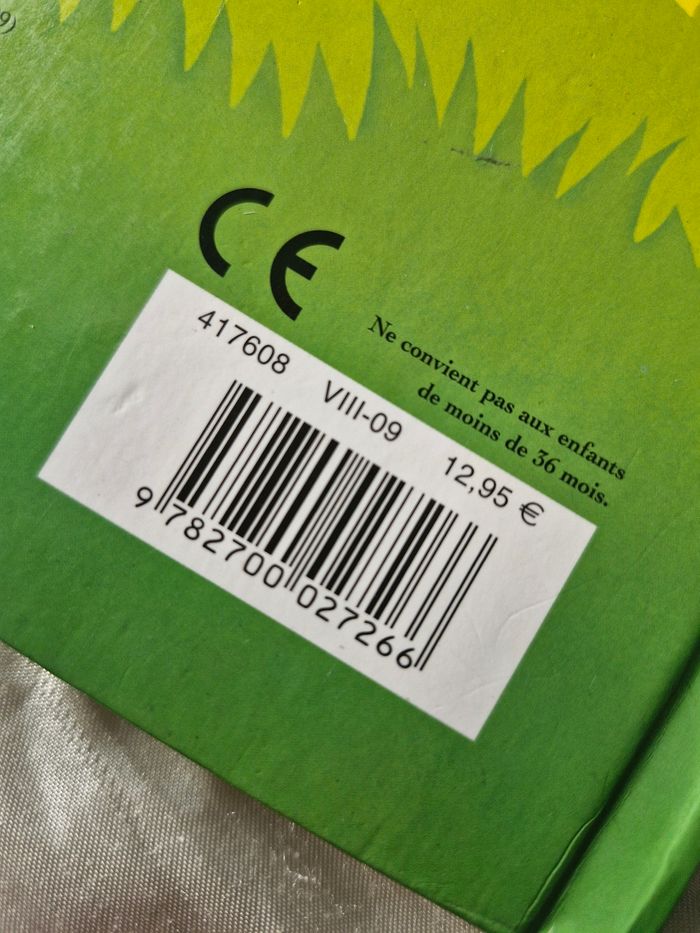 9)
CE
Ne convient pas aux enfants
de moins de 36 mois.
417608 VIII-09 12,95 €
9 782700 027266